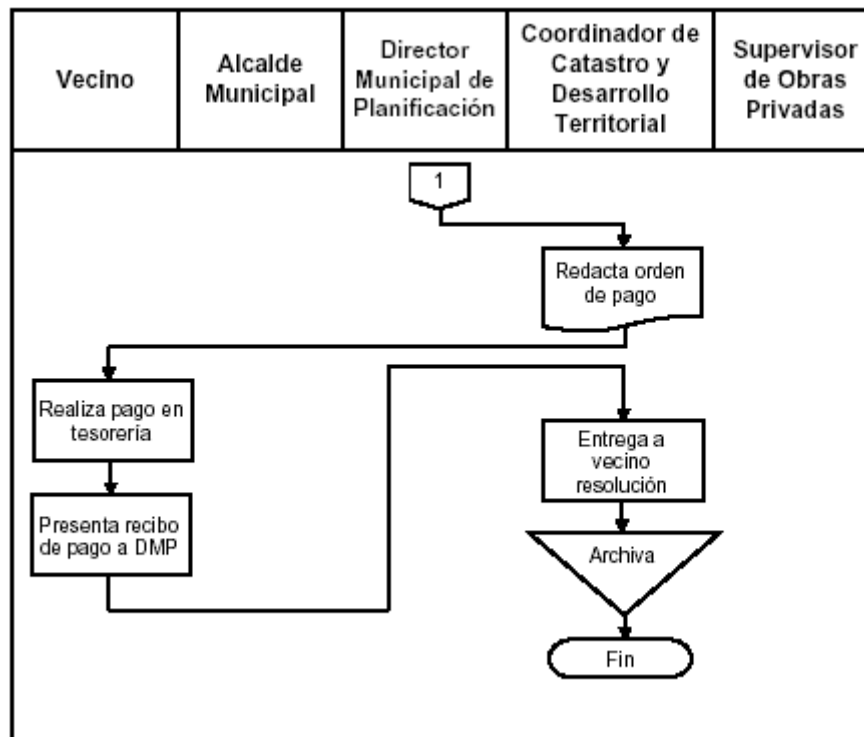 Vecino
Alcalde
Municipal
Director
Municipal de
Planificación
Coordinador de
Catastro y
Desarrollo
Territorial
Supervisor
de Obras
Privadas
1
Redacta orden
de pago
Realiza pago en
tesorería
Presenta recibo
de pago a DMP
Entrega a
vecino
resolución
Archiva
Fin